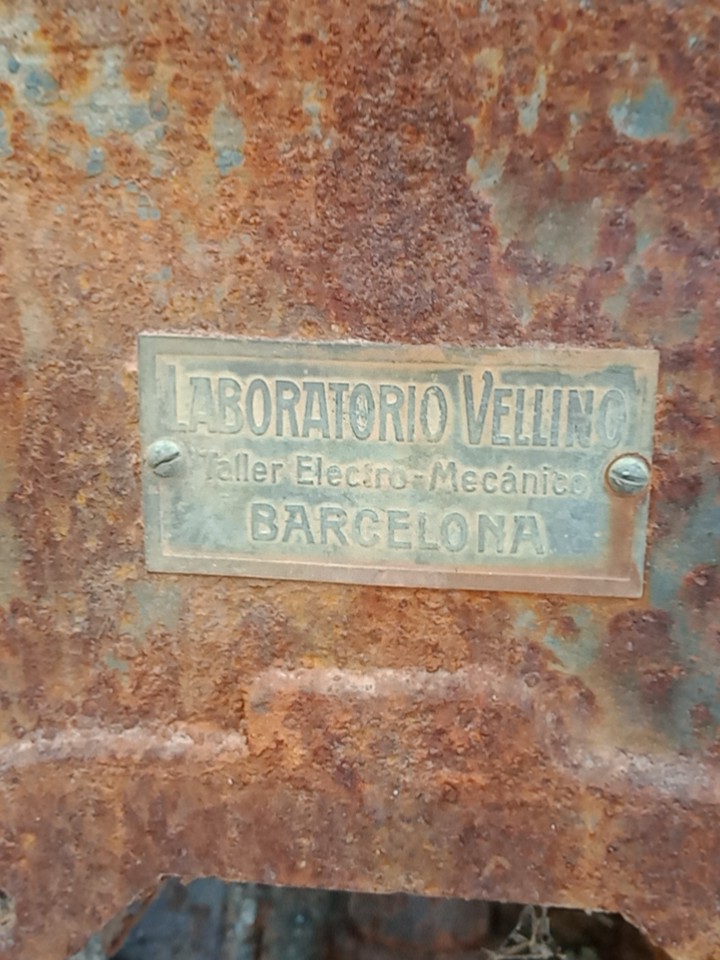 LABORATORIO VELLINO
Taller Electro-Mecánico
BARCELONA